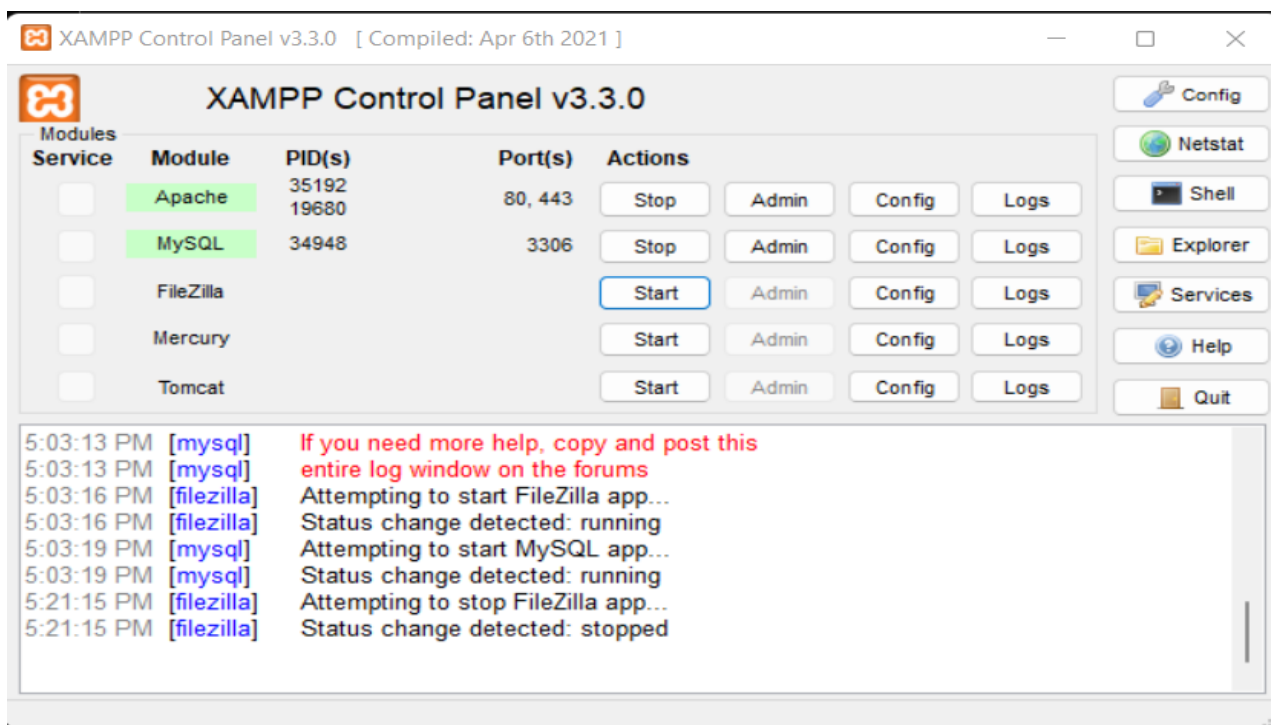 XAMPP Control Panel v3.3.0 [ Compiled: Apr 6th 2021 ]
XAMPP Control Panel v3.3.0
Config
Modules
Service Module PID(s) Port(s) Actions
Netstat
Apache 35192 19680 80, 443 Stop Admin Config Logs
Shell
MySQL 34948 3306 Stop Admin Config Logs
Explorer
FileZilla Start Admin Config Logs
Services
Mercury Start Admin Config Logs
Help
Tomcat Start Admin Config Logs
Quit
5:03:13 PM [mysql] If you need more help, copy and post this
5:03:13 PM [mysql] entire log window on the forums
5:03:16 PM [filezilla] Attempting to start FileZilla app...
5:03:16 PM [filezilla] Status change detected: running
5:03:19 PM [mysql] Attempting to start MySQL app...
5:03:19 PM [mysql] Status change detected: running
5:21:15 PM [filezilla] Attempting to stop FileZilla app...
5:21:15 PM [filezilla] Status change detected: stopped